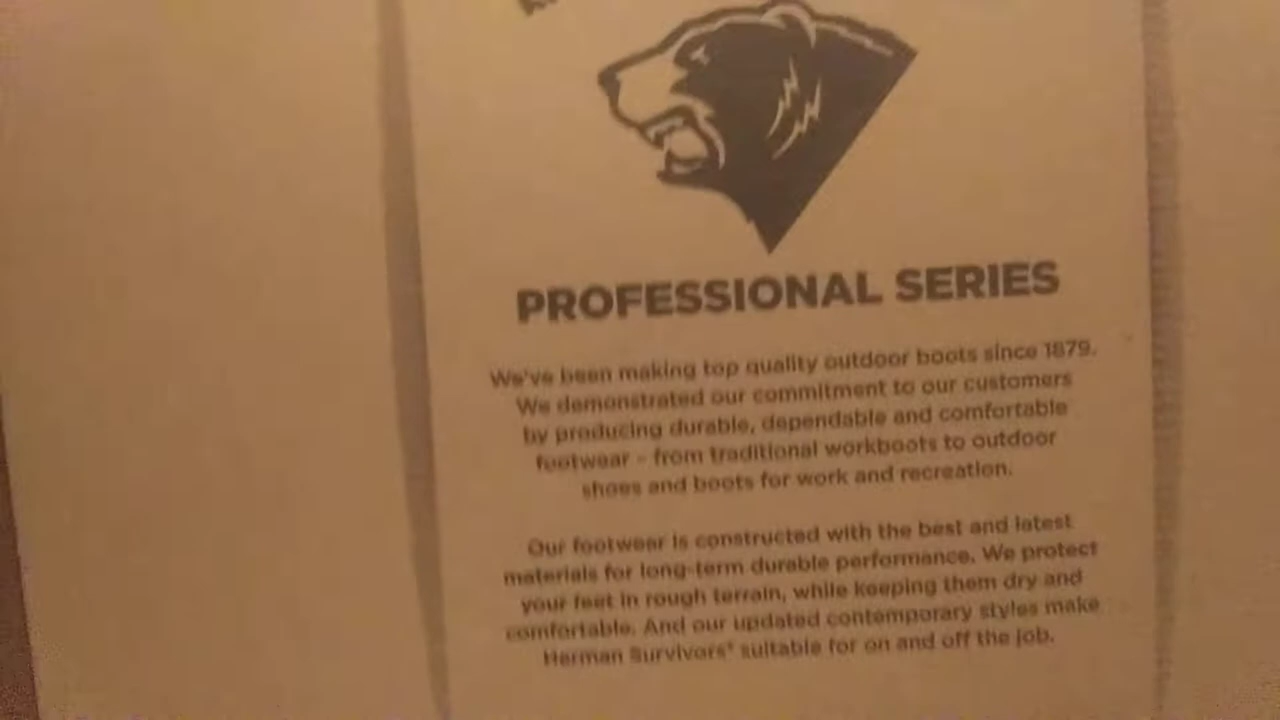 PROFESSIONAL SERIES
We've been making top quality outdoor boots since 1879.
We demonstrated our commitment to our customers
by producing durable, dependable and comfortable
footwear - from traditional workboots to outdoor
shoes and boots for work and recreation.
Our footwear is constructed with the best and latest
materials for long-term durable performance. We protect
your feet in rough terrain, while keeping them dry and
comfortable. And our updated contemporary styles make
Herman Survivors® suitable for on and off the job.